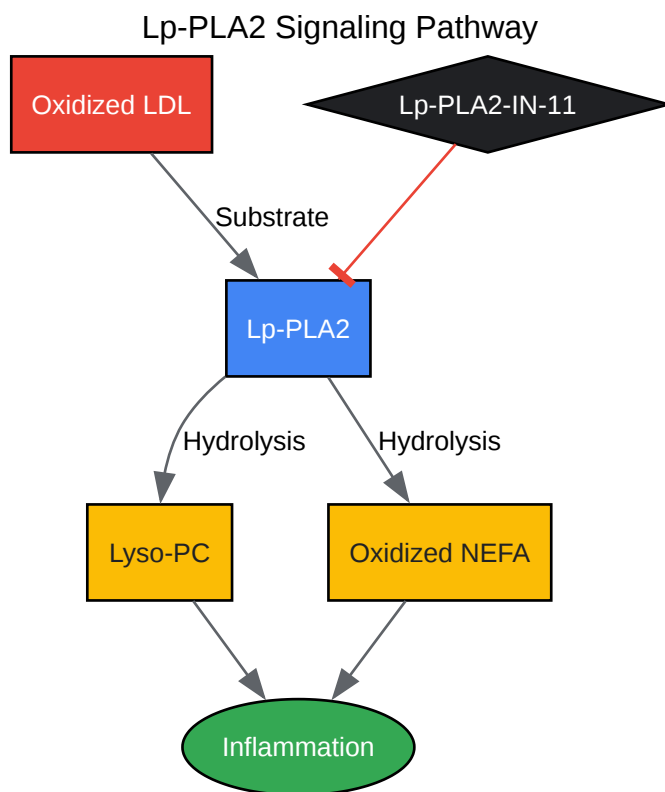 Lp-PLA2 Signaling Pathway
Oxidized LDL
Lp-PLA2-IN-11
Substrate
Lp-PLA2
Hydrolysis
Hydrolysis
Lyso-PC
Oxidized NEFA
Inflammation